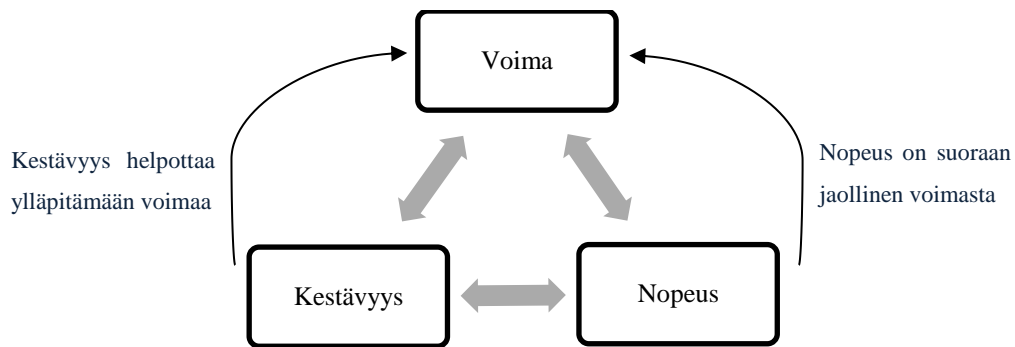 Voima
Kestävyys helpottaa
ylläpitämään voimaa
Nopeus on suoraan
jaollinen voimasta
Kestävyys
Nopeus